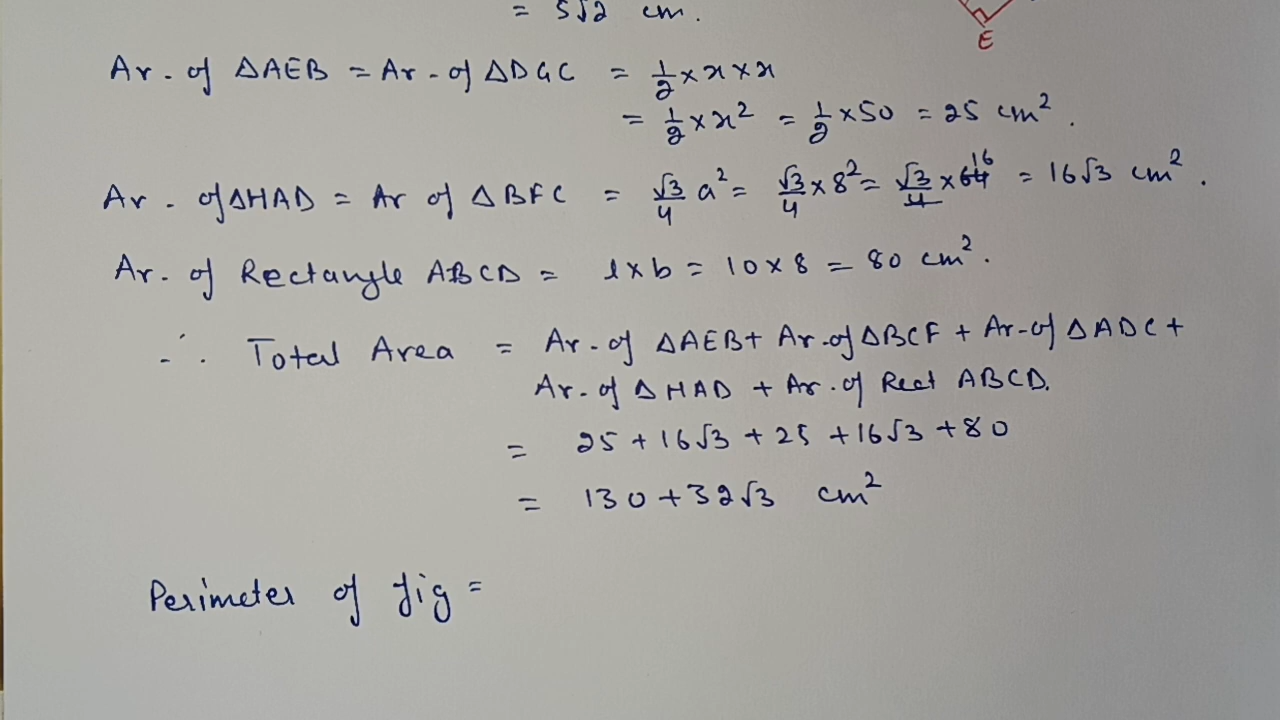 = 5√2 cm.
E
Ar. of ΔAEB = Ar. of ΔDGC = 1/2 × x × x
= 1/2 × x² = 1/2 × 50 = 25 cm².
Ar. of ΔHAD = Ar of ΔBFC = √3/4 a² = √3/4 × 8² = √3/4 × 64 16 = 16√3 cm².
Ar. of Rectangle ABCD = l × b = 10 × 8 = 80 cm².
∴ Total Area = Ar. of ΔAEB + Ar. of ΔBCF + Ar. of ΔADC +
Ar. of ΔHAD + Ar. of Rect ABCD.
= 25 + 16√3 + 25 + 16√3 + 80
= 130 + 32√3 cm²
Perimeter of fig =